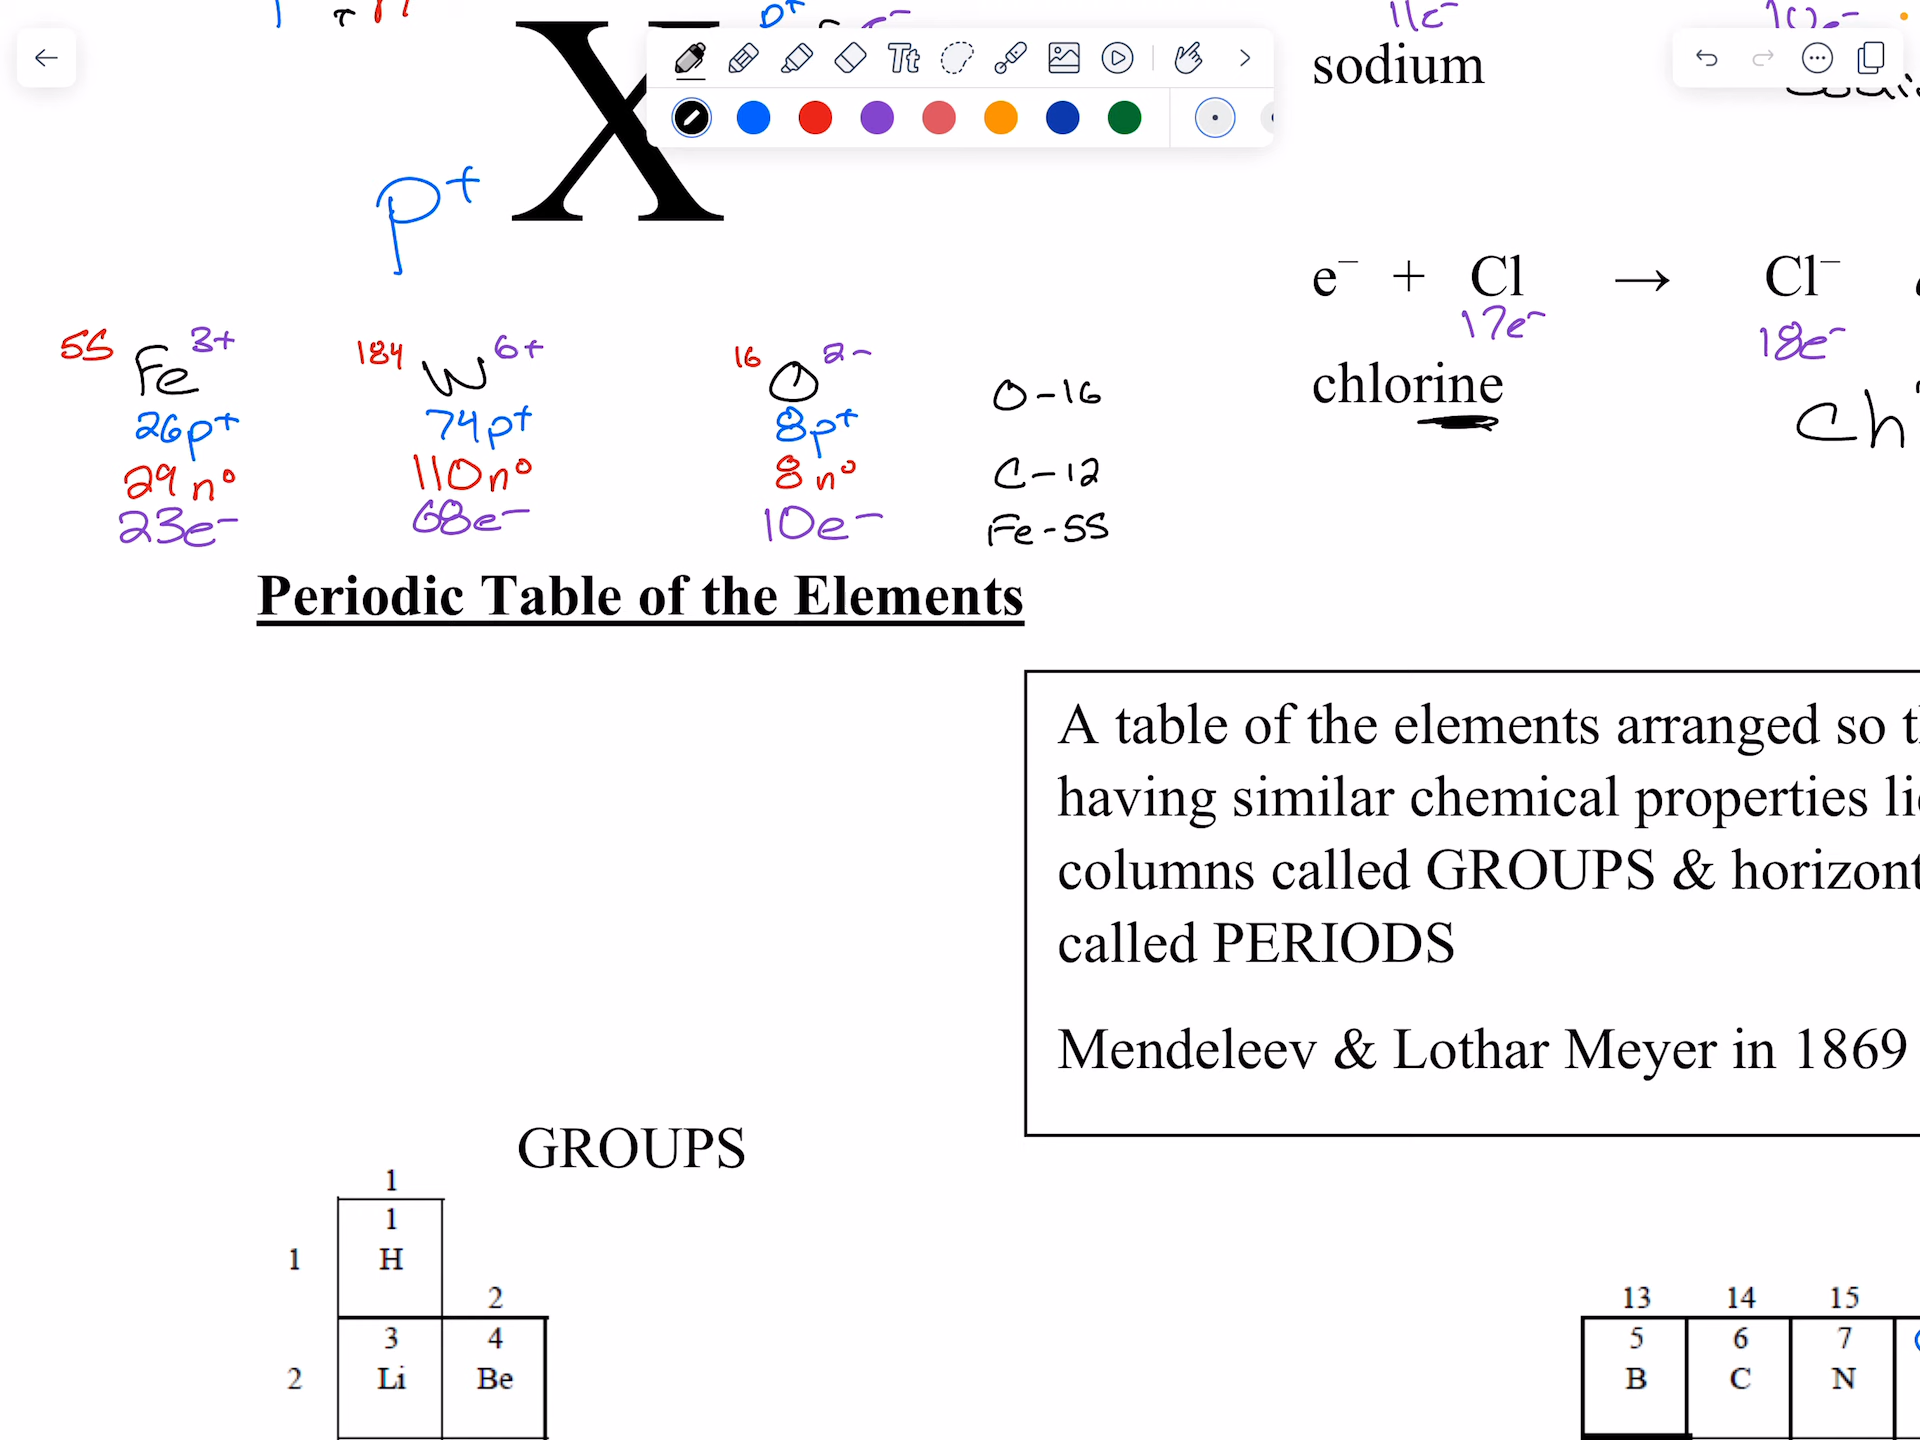 11e⁻
sodium
p⁺
X
e⁻ + Cl → Cl⁻
17e⁻
18e⁻
chlorine
Ch
55 Fe 3+
26p⁺
29n°
23e⁻
184 W 6+
74p⁺
110n°
68e⁻
16 O 2-
8p⁺
8n°
10e⁻
O-16
C-12
Fe-55
Periodic Table of the Elements
A table of the elements arranged so t
having similar chemical properties li
columns called GROUPS & horizont
called PERIODS
Mendeleev & Lothar Meyer in 1869
GROUPS
1
1
1 H
2
13 14 15
3 4 5 6 7
2 Li Be B C N